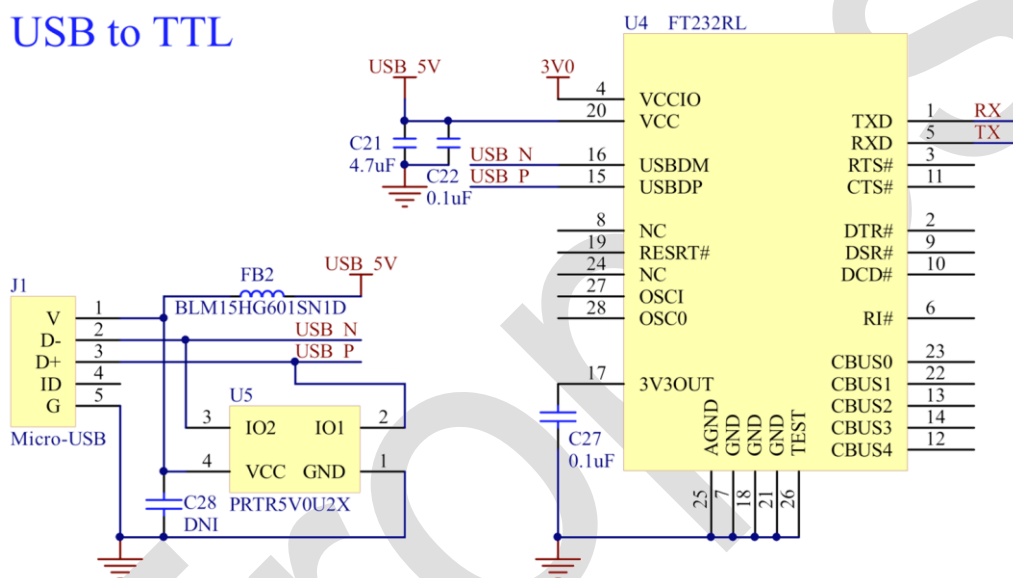 USB to TTL
U4 FT232RL
USB_5V
3V0
4 VCCIO
20 VCC
C21
4.7uF
C22
0.1uF
USB_N 16 USBDM
USB_P 15 USBDP
8 NC
19 RESRT#
24 NC
27 OSCI
28 OSC0
17 3V3OUT
C27
0.1uF
TXD 1 RX
RXD 5 TX
RTS# 3
CTS# 11
DTR# 2
DSR# 9
DCD# 10
RI# 6
CBUS0 23
CBUS1 22
CBUS2 13
CBUS3 14
CBUS4 12
AGND GND GND GND TEST
25 7 18 21 26
J1
V 1
D- 2
D+ 3
ID 4
G 5
Micro-USB
FB2
BLM15HG601SN1D
USB_5V
USB_N
USB_P
U5
3 IO2 IO1 2
4 VCC GND 1
PRTR5V0U2X
C28
DNI